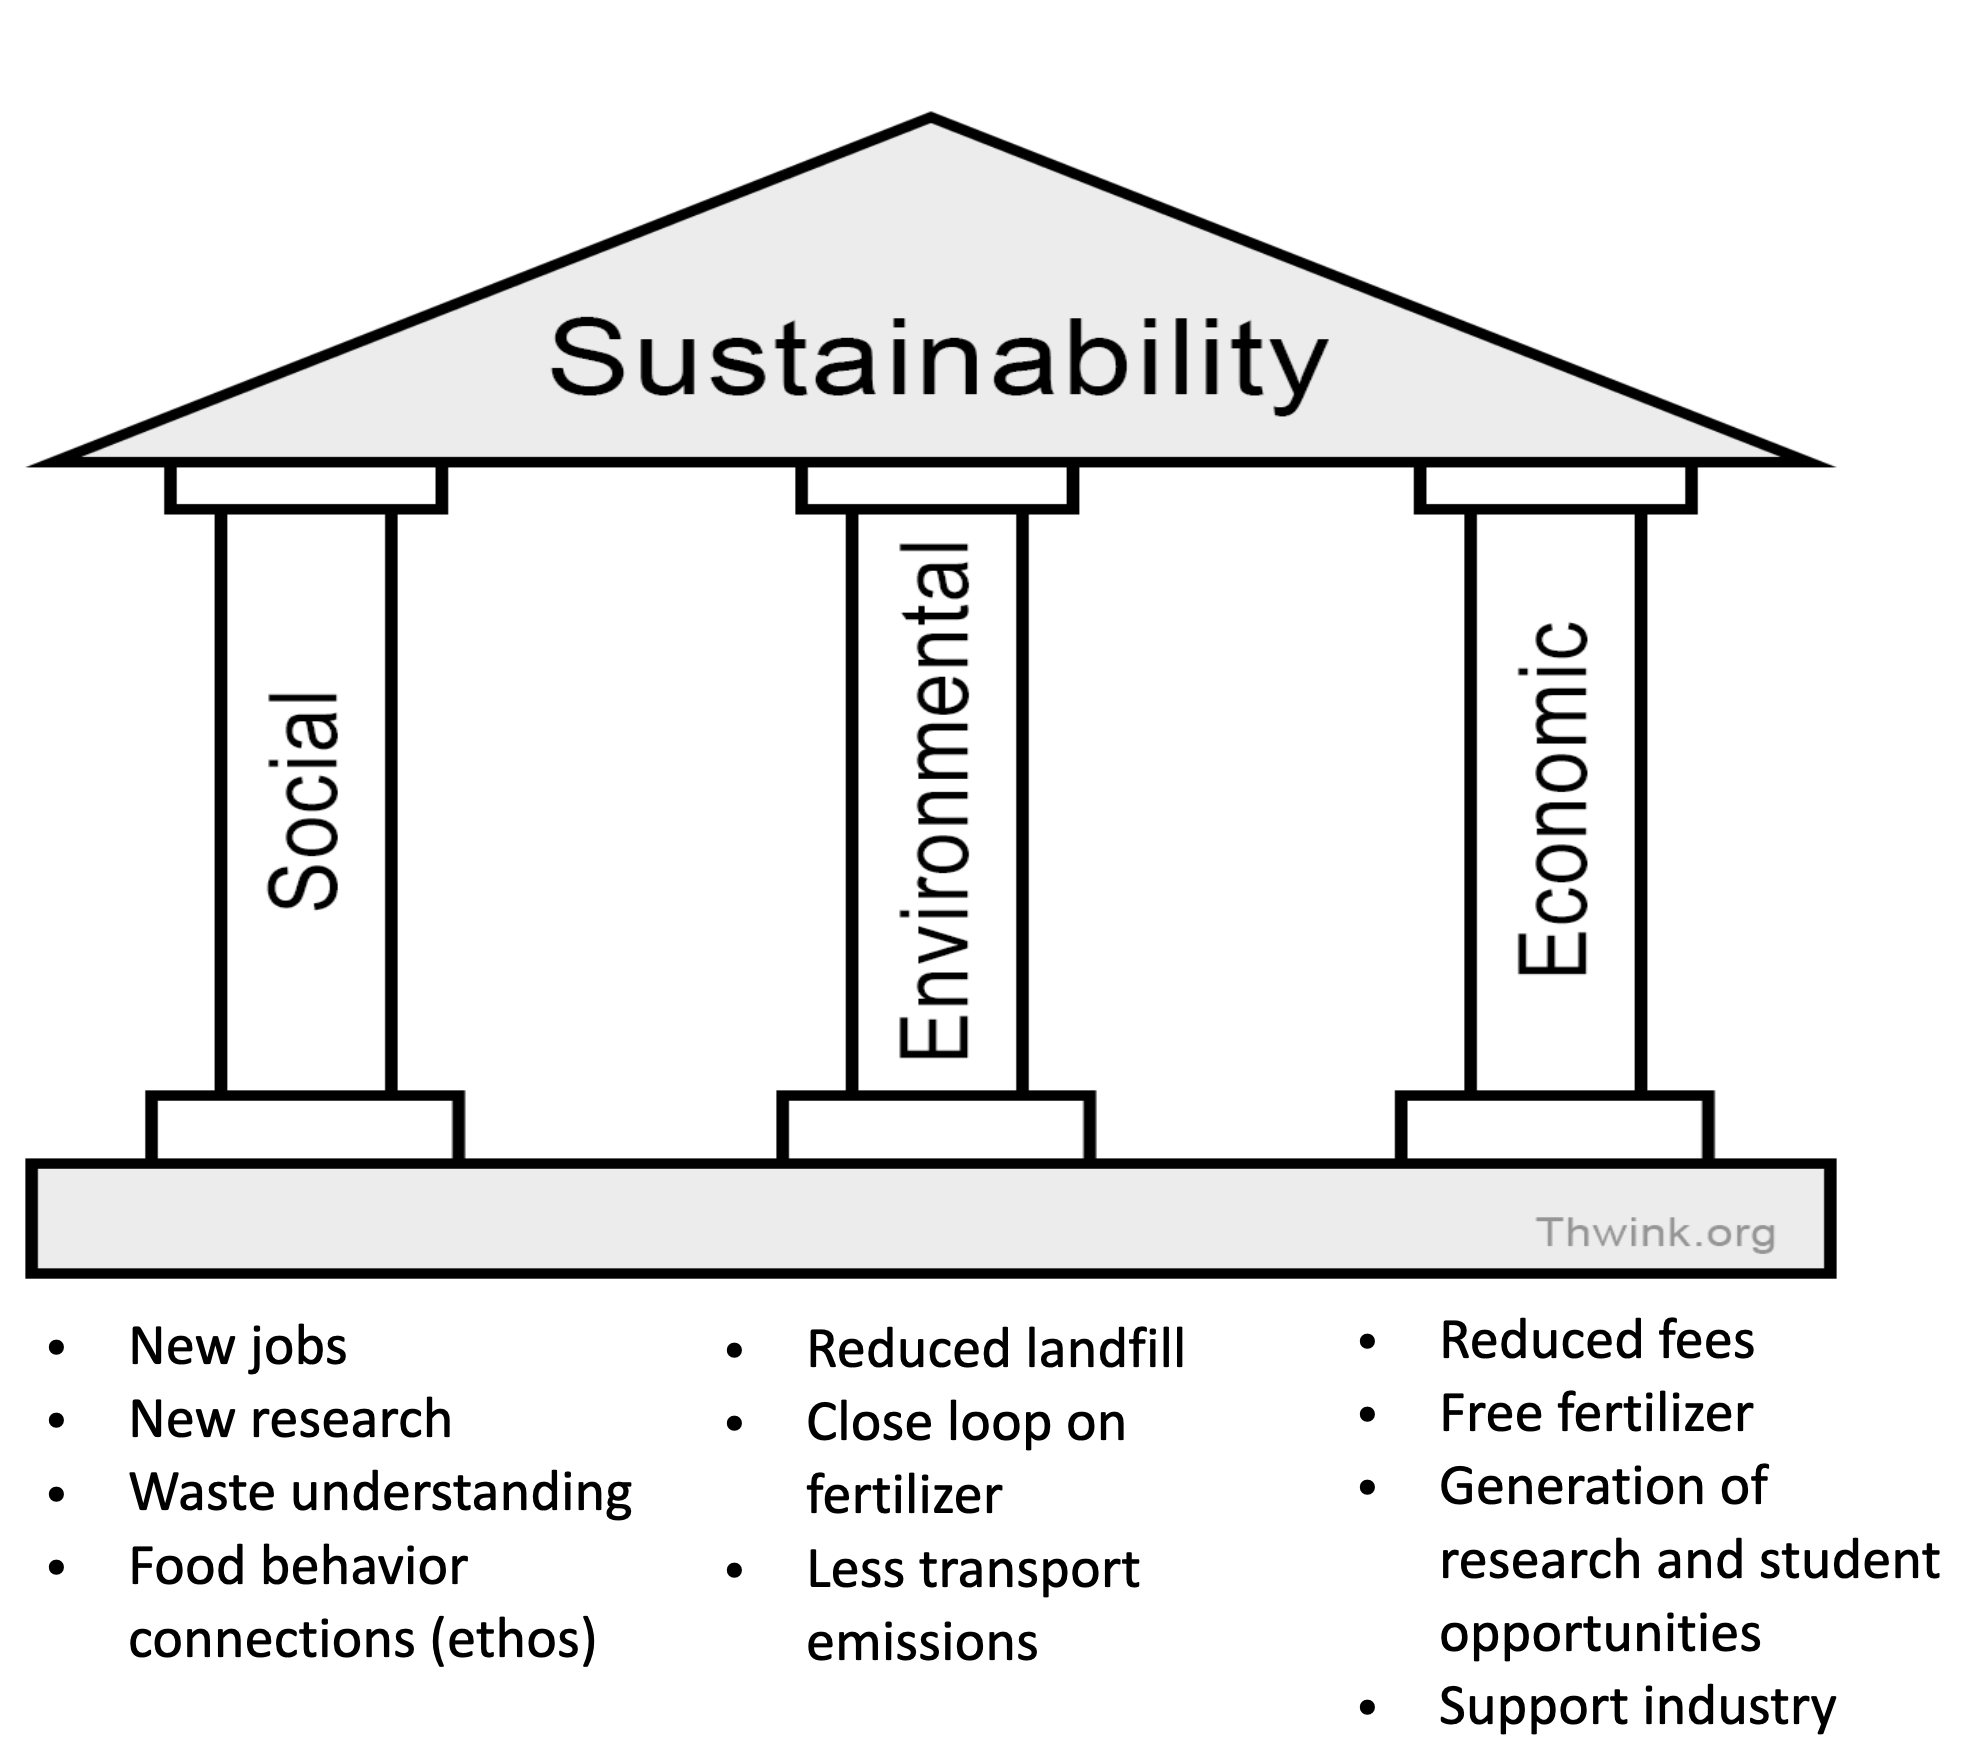 Sustainability
Social
Environmental
Economic
Thwink.org
• New jobs
• New research
• Waste understanding
• Food behavior
connections (ethos)
• Reduced landfill
• Close loop on
fertilizer
• Less transport
emissions
• Reduced fees
• Free fertilizer
• Generation of
research and student
opportunities
• Support industry